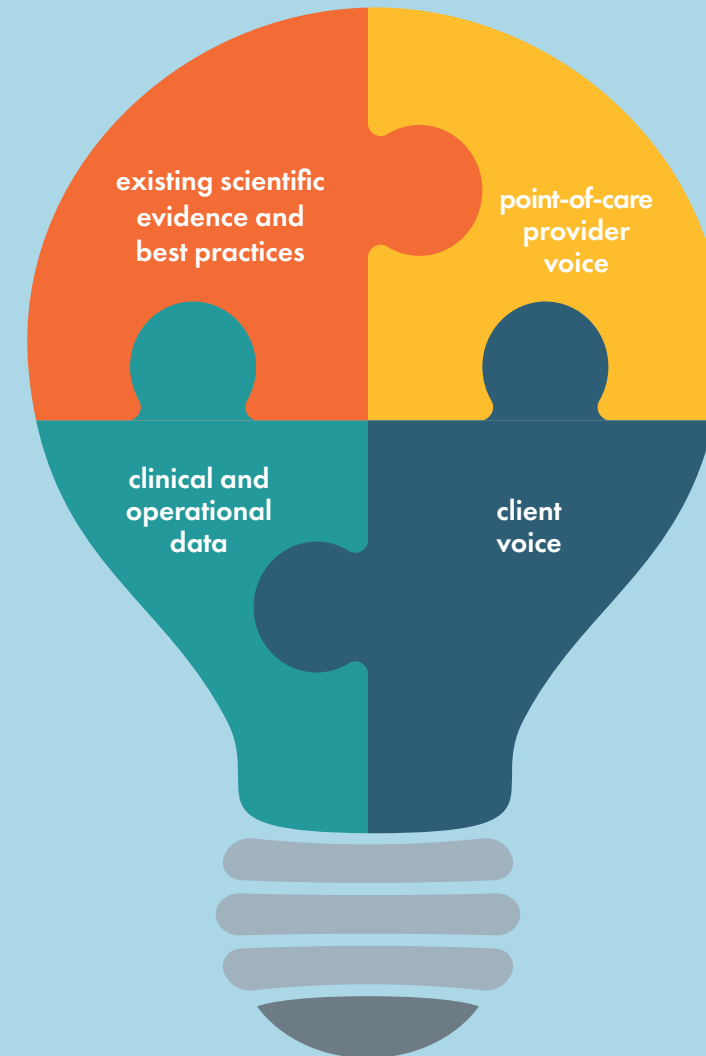 existing scientific
evidence and
best practices
point-of-care
provider
voice
clinical and
operational
data
client
voice